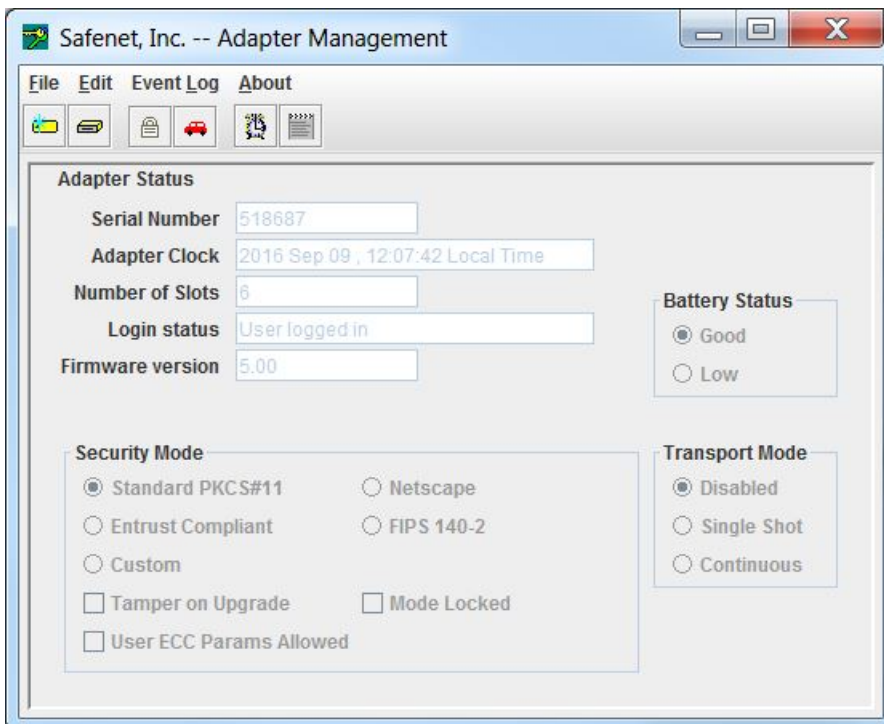 Safenet, Inc. -- Adapter Management
File Edit Event Log About
Adapter Status
Serial Number 518687
Adapter Clock 2016 Sep 09 , 12:07:42 Local Time
Number of Slots 6
Login status User logged in
Firmware version 5.00
Battery Status
Good
Low
Security Mode
Standard PKCS#11 Netscape
Entrust Compliant FIPS 140-2
Custom
Tamper on Upgrade Mode Locked
User ECC Params Allowed
Transport Mode
Disabled
Single Shot
Continuous